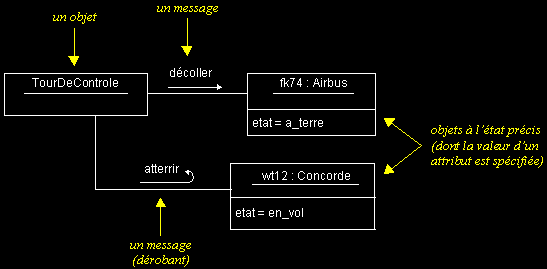 un message
un objet
décoller
TourDeControle
fk74 : Airbus
etat = a_terre
objets à l'état précis
(dont la valeur d'un
attribut est spécifiée)
atterrir
wt12 : Concorde
etat = en_vol
un message
(dérobant)